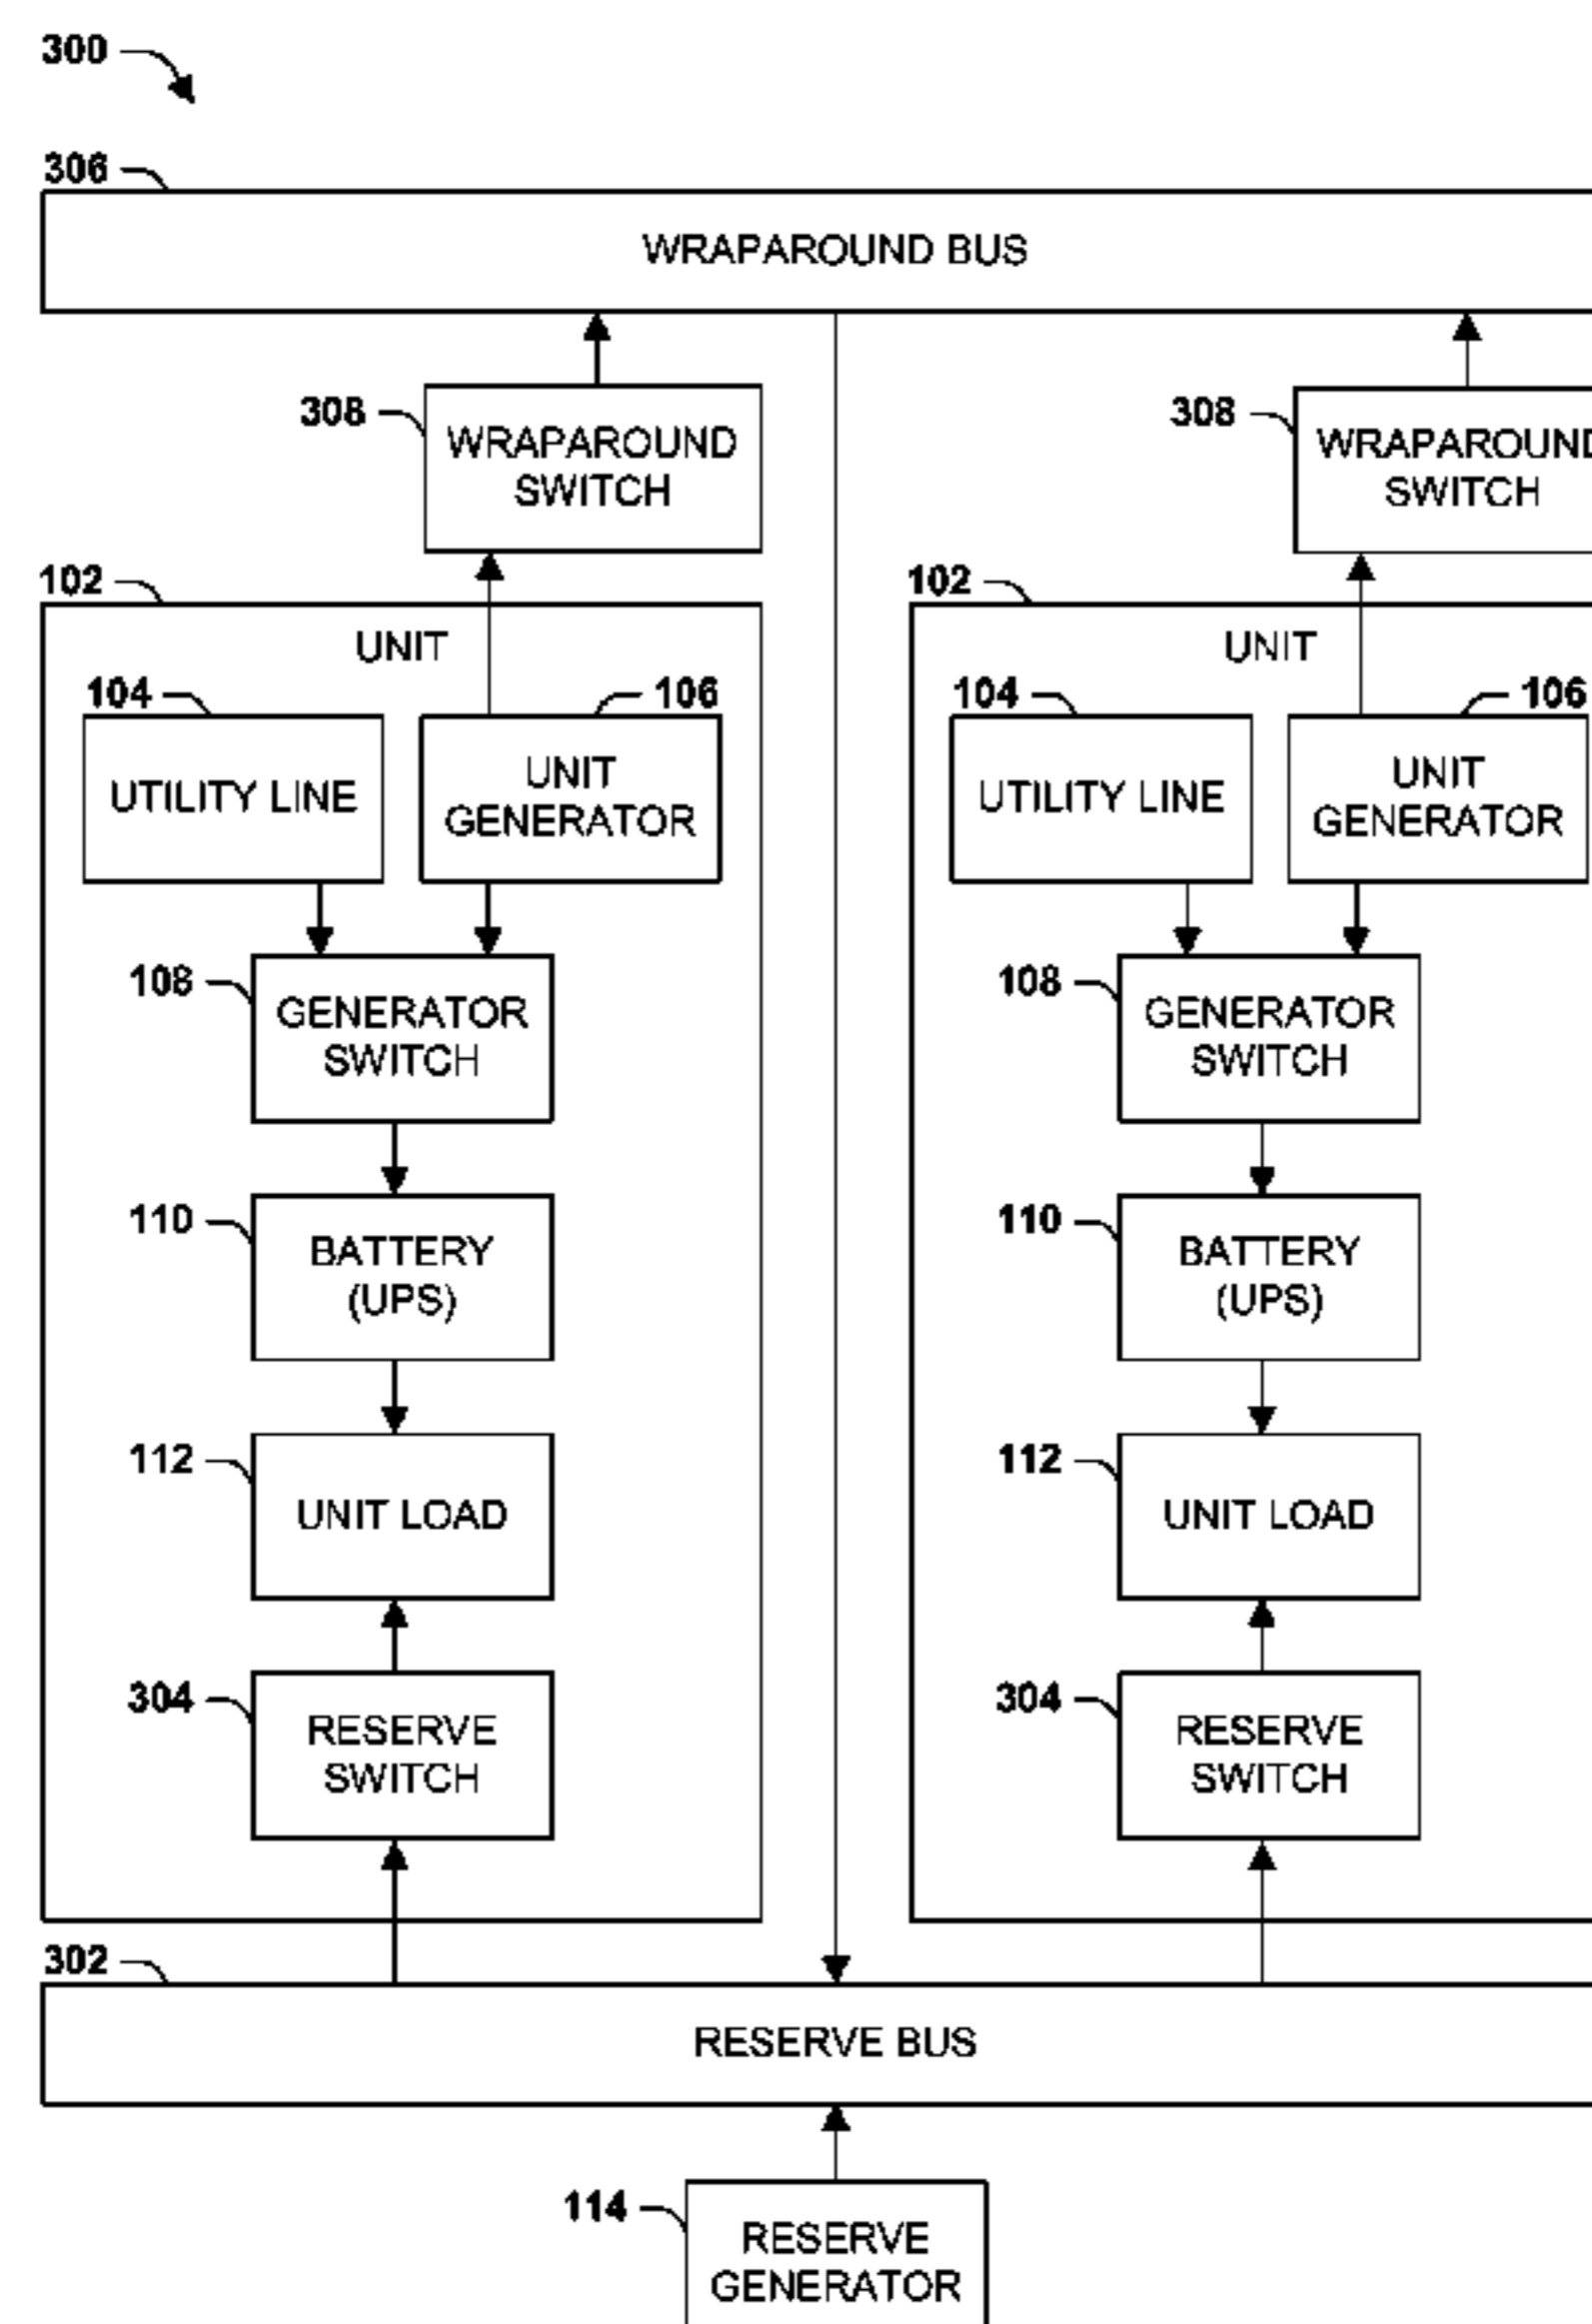 300
306
WRAPAROUND BUS
308
WRAPAROUND
SWITCH
308
WRAPAROUND
SWITCH
102
UNIT
104
106
UTILITY LINE
UNIT
GENERATOR
108
GENERATOR
SWITCH
110
BATTERY
(UPS)
112
UNIT LOAD
304
RESERVE
SWITCH
102
UNIT
104
106
UTILITY LINE
UNIT
GENERATOR
108
GENERATOR
SWITCH
110
BATTERY
(UPS)
112
UNIT LOAD
304
RESERVE
SWITCH
302
RESERVE BUS
114
RESERVE
GENERATOR